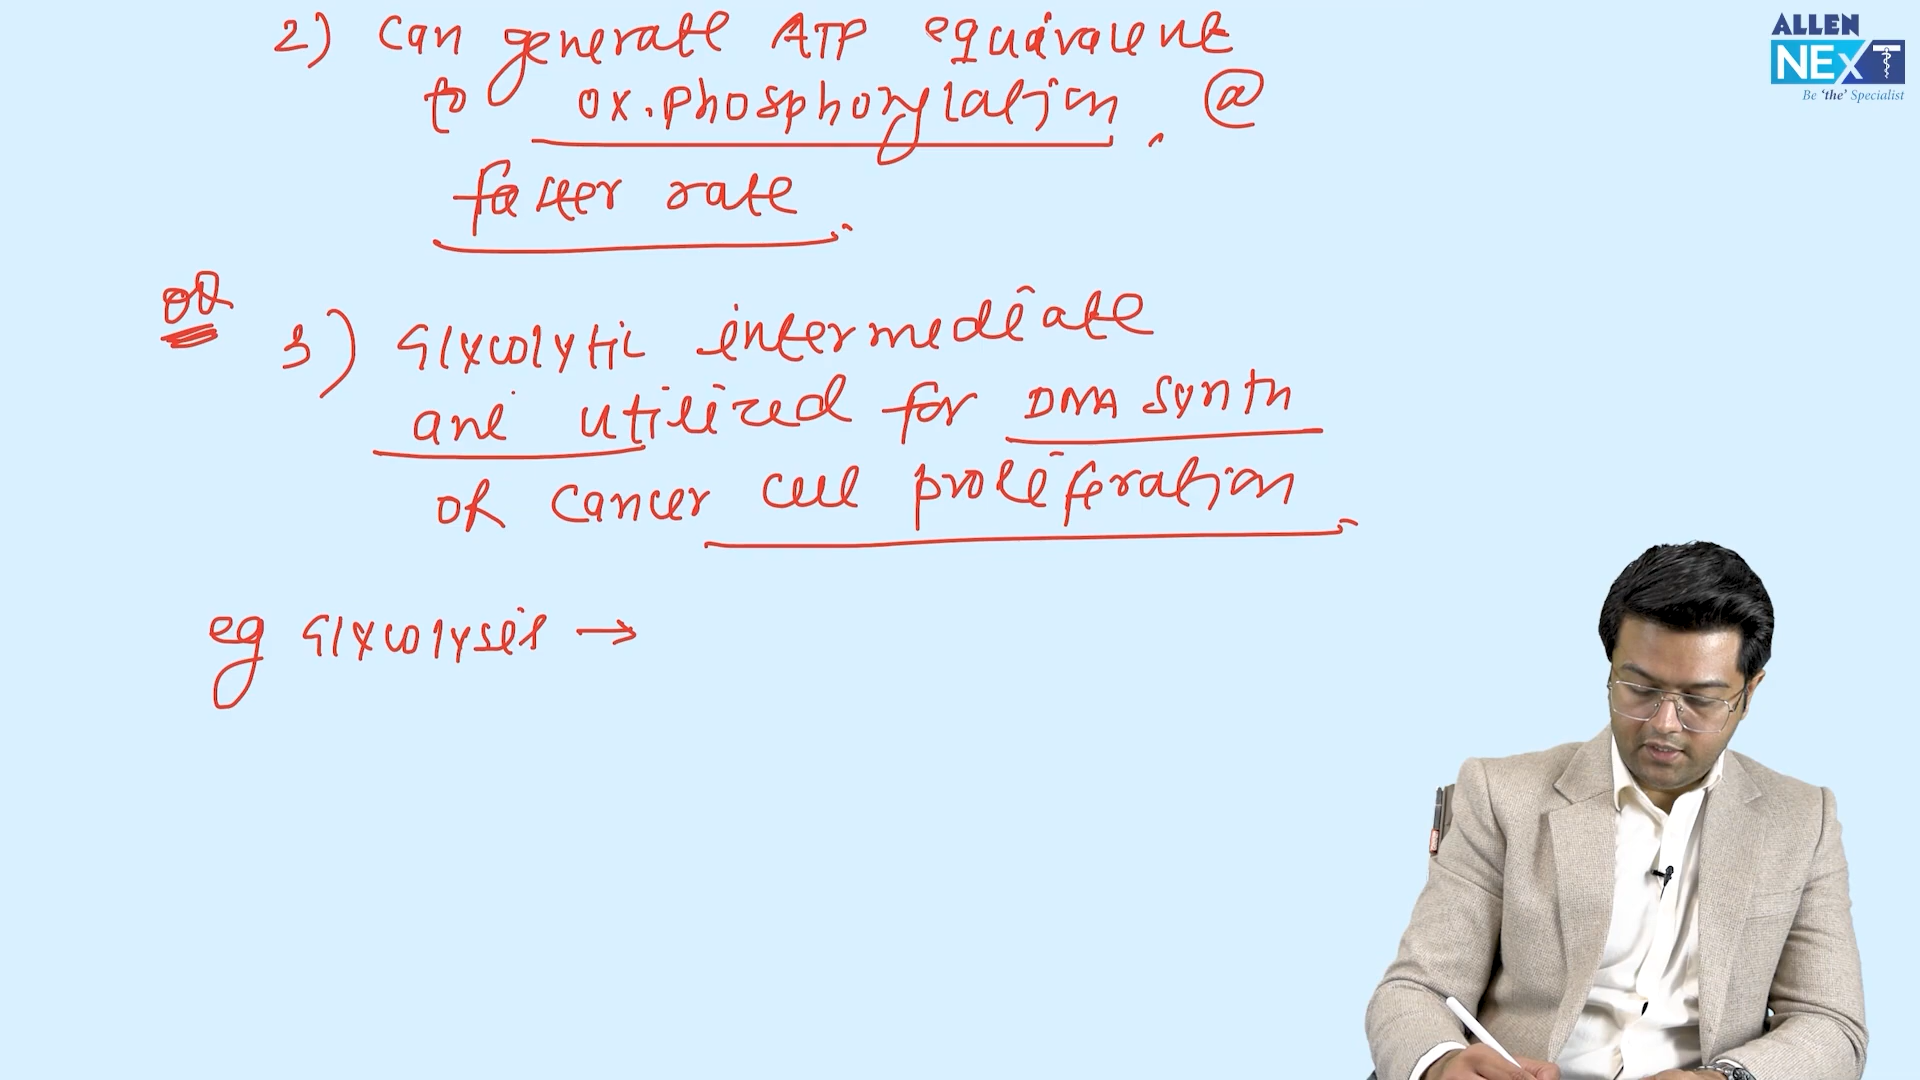 2) Can generate ATP equivalent
to ox. phosphorylation. @
faster rate.
3) Glycolytic intermediate
are utilized for DNA synth
of cancer cell proliferation.
eg Glycolysis →
ALLEN
NEXT
Be 'the' Specialist